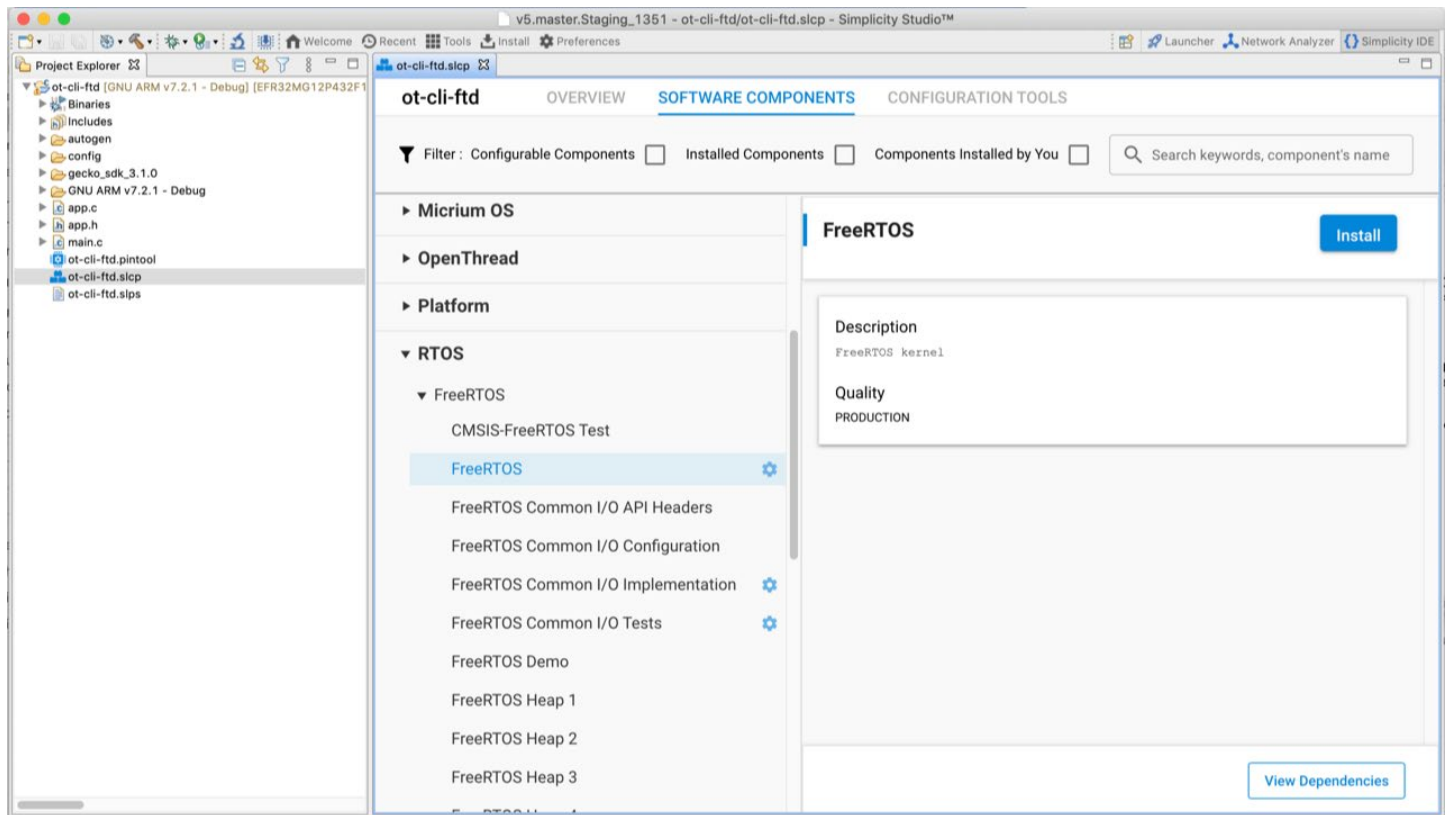 v5.master.Staging_1351 - ot-cli-ftd/ot-cli-ftd.slcp - Simplicity Studio™
Welcome Recent Tools Install Preferences Launcher Network Analyzer Simplicity IDE
Project Explorer
ot-cli-ftd [GNU ARM v7.2.1 - Debug] [EFR32MG12P432F1
Binaries
Includes
autogen
config
gecko_sdk_3.1.0
GNU ARM v7.2.1 - Debug
app.c
app.h
main.c
ot-cli-ftd.pintool
ot-cli-ftd.slcp
ot-cli-ftd.slps
ot-cli-ftd.slcp
ot-cli-ftd OVERVIEW SOFTWARE COMPONENTS CONFIGURATION TOOLS
Filter : Configurable Components Installed Components Components Installed by You Search keywords, component's name
Micrium OS
OpenThread
Platform
RTOS
FreeRTOS
CMSIS-FreeRTOS Test
FreeRTOS
FreeRTOS Common I/O API Headers
FreeRTOS Common I/O Configuration
FreeRTOS Common I/O Implementation
FreeRTOS Common I/O Tests
FreeRTOS Demo
FreeRTOS Heap 1
FreeRTOS Heap 2
FreeRTOS Heap 3
FreeRTOS Install
Description
FreeRTOS kernel
Quality
PRODUCTION
View Dependencies